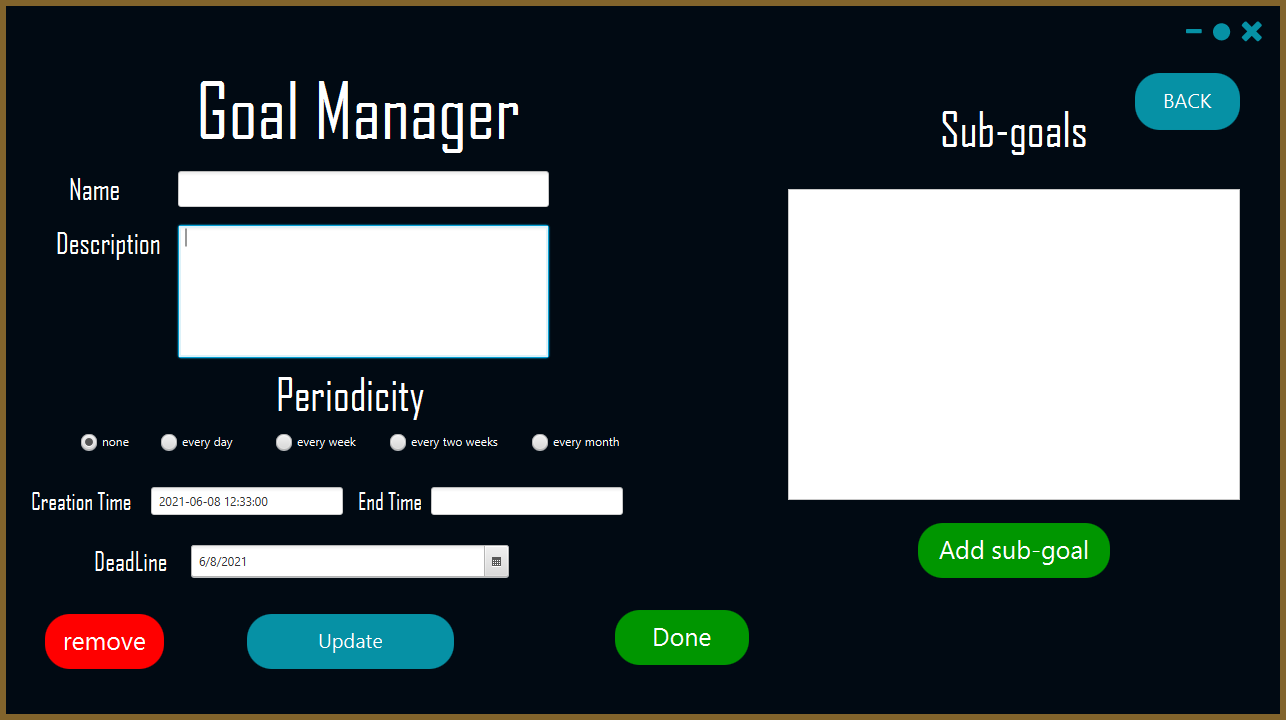 Goal Manager
BACK
Sub-goals
Name
Description
Periodicity
none every day every week every two weeks every month
Creation Time 2021-06-08 12:33:00 End Time
DeadLine 6/8/2021
Add sub-goal
remove Update Done